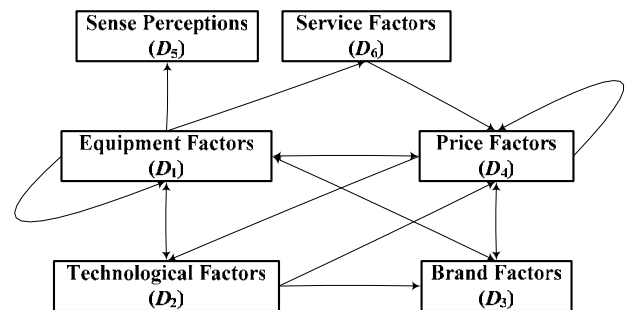 Sense Perceptions
(D5)
Service Factors
(D6)
Equipment Factors
(D1)
Price Factors
(D4)
Technological Factors
(D2)
Brand Factors
(D3)